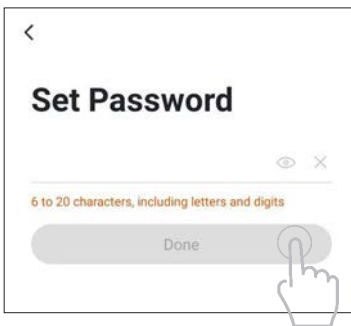 Set Password
6 to 20 characters, including letters and digits
Done